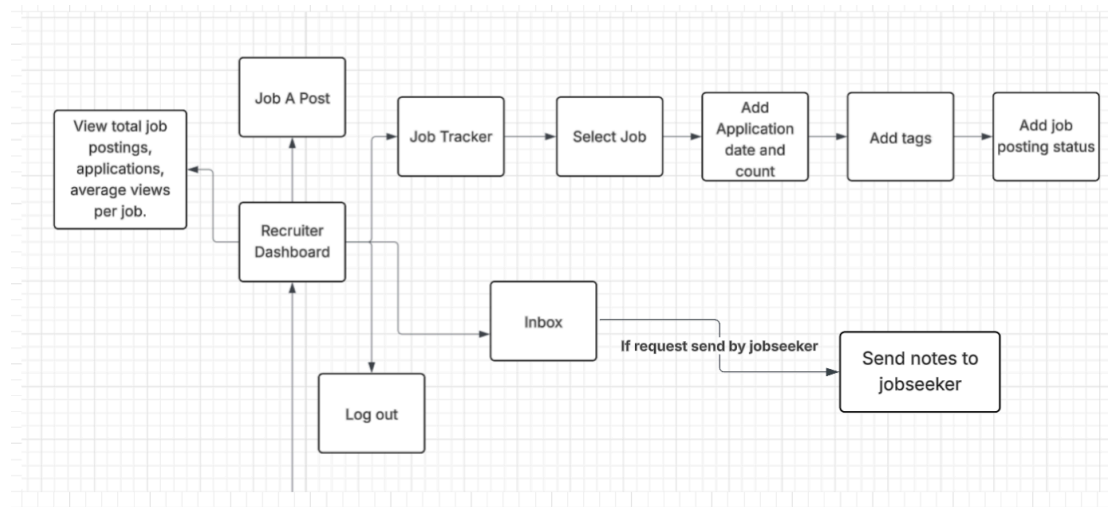 Job A Post
View total job
postings,
applications,
average views
per job.
Job Tracker
Select Job
Add
Application
date and
count
Add tags
Add job
posting status
Recruiter
Dashboard
Inbox
If request send by jobseeker
Send notes to
jobseeker
Log out